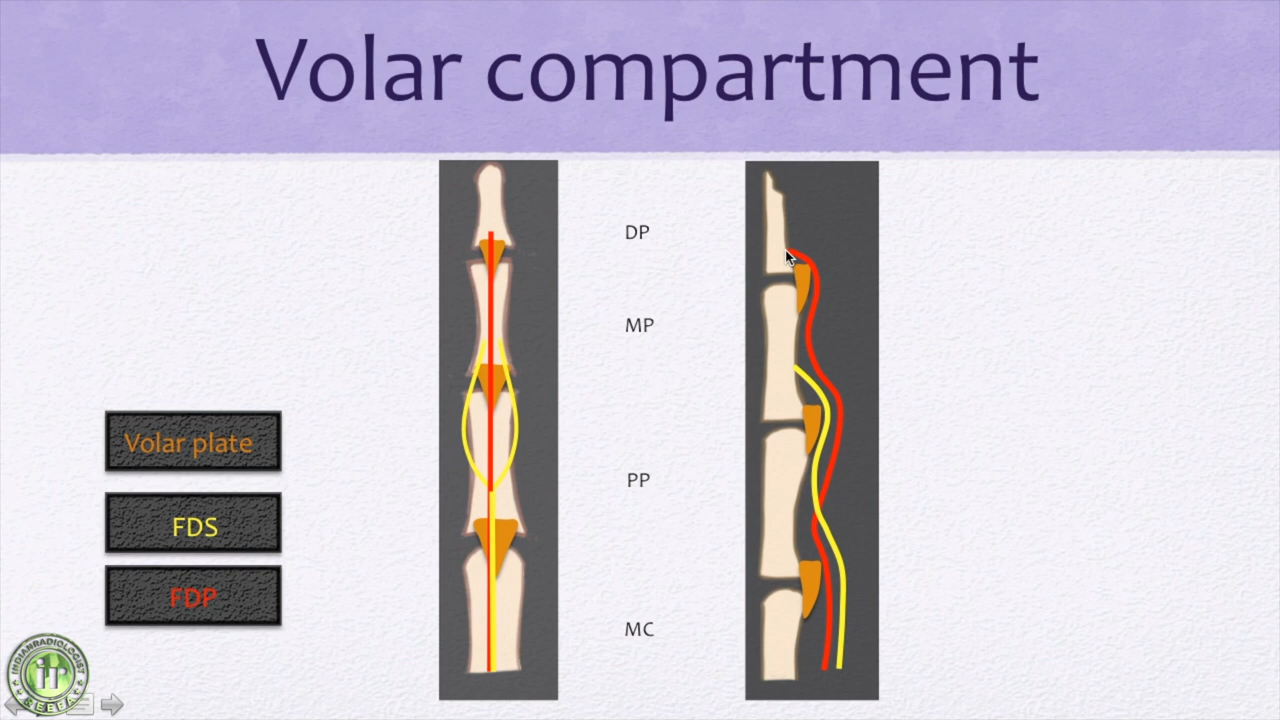 Volar compartment
DP
MP
Volar plate
PP
FDS
FDP
MC
INDIANRADIOLOGIST